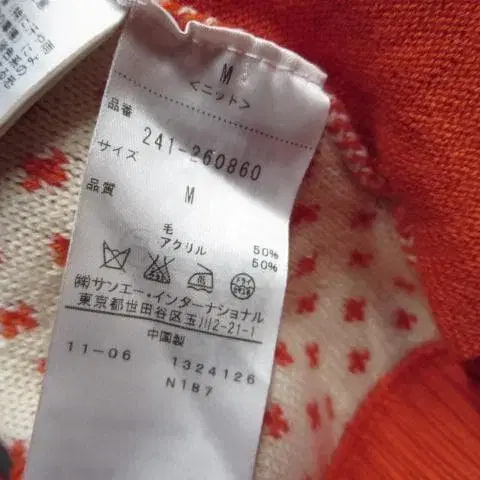 M
<ニット>
品番
241-260860
サイズ
M
品質
毛 50%
アクリル 50%
㈱サンエー・インターナショナル
東京都世田谷区玉川2-21-1
中国製
11-06 1324126
N187